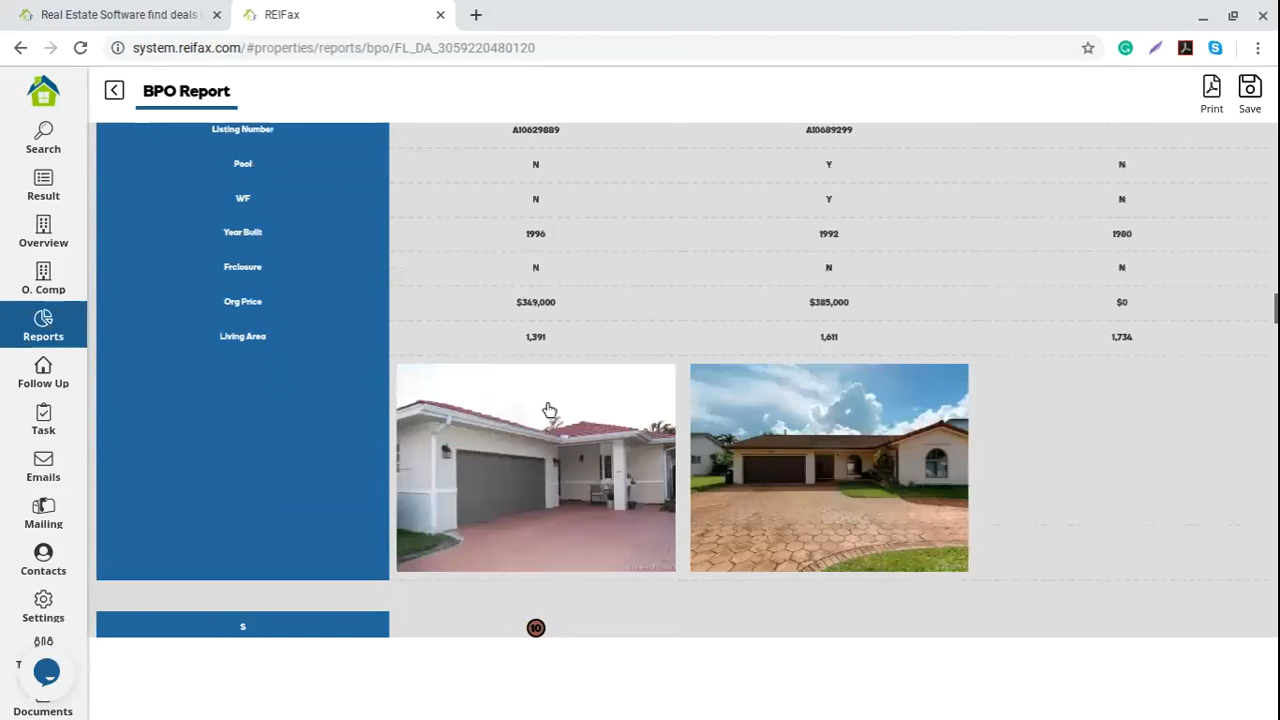 Real Estate Software find deals
REIFax
system.reifax.com/#properties/reports/bpo/FL_DA_3059220480120
BPO Report
Print
Save
Search
Result
Overview
O. Comp
Reports
Follow Up
Task
Emails
Mailing
Contacts
Settings
T
Documents
Listing Number A10629889 A10689299
Pool N Y N
WF N Y N
Year Built 1996 1992 1980
Frclosure N N N
Org Price $349,000 $385,000 $0
Living Area 1,391 1,611 1,734
S 10